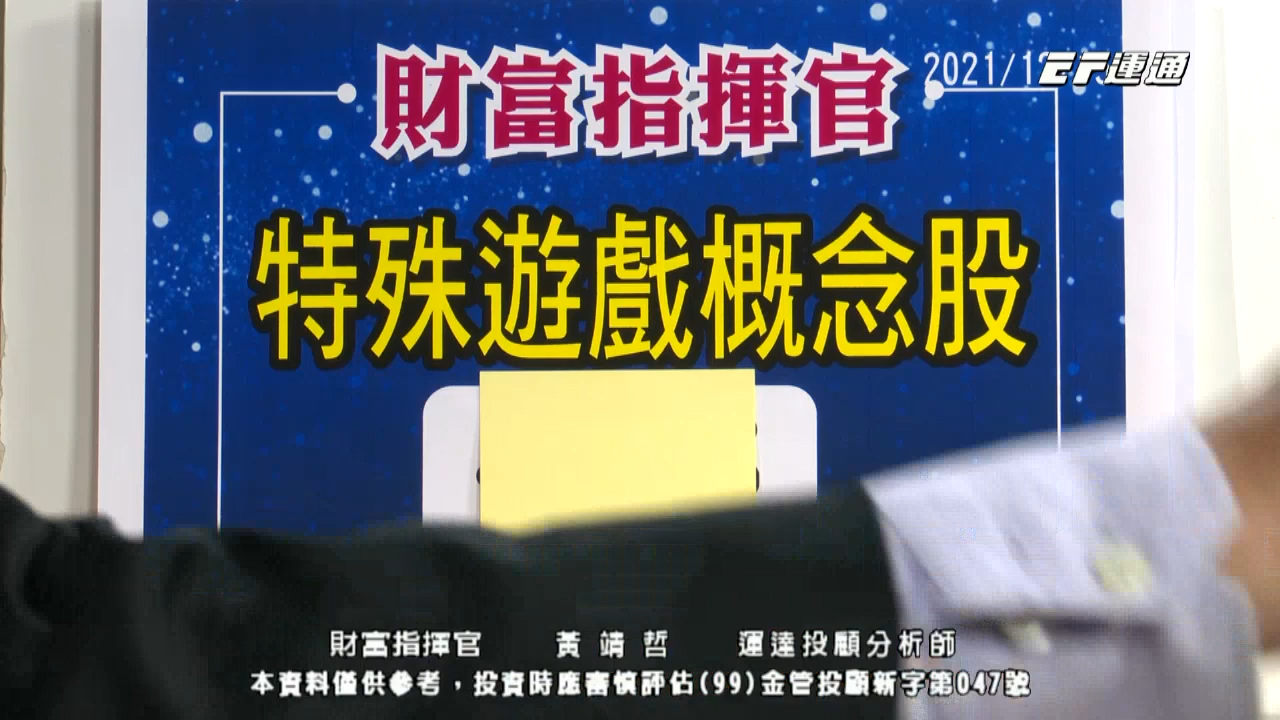 財富指揮官
2021/1
運通
特殊遊戲概念股
財富指揮官 黃靖哲 運達投顧分析師
本資料僅供參考，投資時應審慎評估(99)金管投顧新字第047號